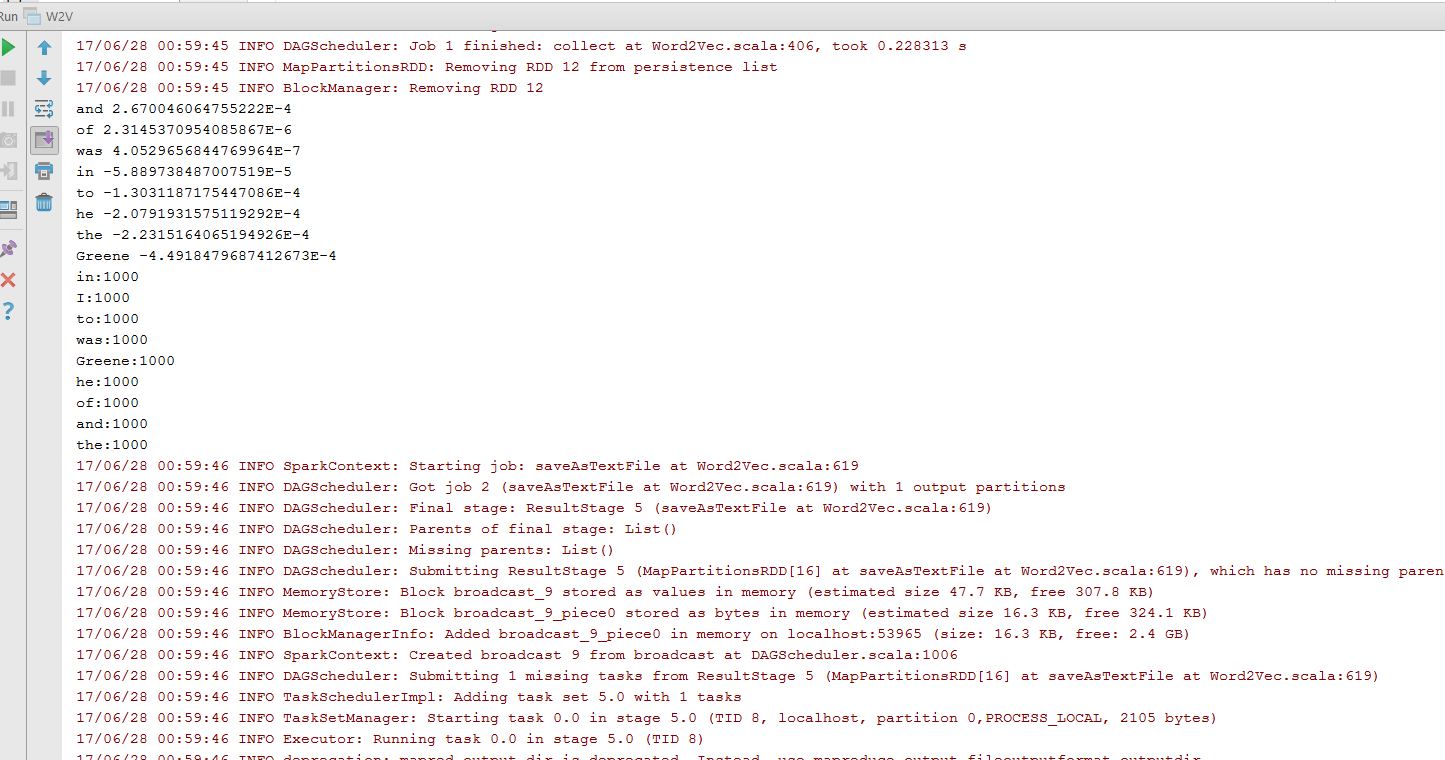 Run W2V
17/06/28 00:59:45 INFO DAGScheduler: Job 1 finished: collect at Word2Vec.scala:406, took 0.228313 s
17/06/28 00:59:45 INFO MapPartitionsRDD: Removing RDD 12 from persistence list
17/06/28 00:59:45 INFO BlockManager: Removing RDD 12
and 2.670046064755222E-4
of 2.3145370954085867E-6
was 4.0529656844769964E-7
in -5.889738487007519E-5
to -1.3031187175447086E-4
he -2.0791931575119292E-4
the -2.2315164065194926E-4
Greene -4.4918479687412673E-4
in:1000
I:1000
to:1000
was:1000
Greene:1000
he:1000
of:1000
and:1000
the:1000
17/06/28 00:59:46 INFO SparkContext: Starting job: saveAsTextFile at Word2Vec.scala:619
17/06/28 00:59:46 INFO DAGScheduler: Got job 2 (saveAsTextFile at Word2Vec.scala:619) with 1 output partitions
17/06/28 00:59:46 INFO DAGScheduler: Final stage: ResultStage 5 (saveAsTextFile at Word2Vec.scala:619)
17/06/28 00:59:46 INFO DAGScheduler: Parents of final stage: List()
17/06/28 00:59:46 INFO DAGScheduler: Missing parents: List()
17/06/28 00:59:46 INFO DAGScheduler: Submitting ResultStage 5 (MapPartitionsRDD[16] at saveAsTextFile at Word2Vec.scala:619), which has no missing paren
17/06/28 00:59:46 INFO MemoryStore: Block broadcast_9 stored as values in memory (estimated size 47.7 KB, free 307.8 KB)
17/06/28 00:59:46 INFO MemoryStore: Block broadcast_9_piece0 stored as bytes in memory (estimated size 16.3 KB, free 324.1 KB)
17/06/28 00:59:46 INFO BlockManagerInfo: Added broadcast_9_piece0 in memory on localhost:53965 (size: 16.3 KB, free: 2.4 GB)
17/06/28 00:59:46 INFO SparkContext: Created broadcast 9 from broadcast at DAGScheduler.scala:1006
17/06/28 00:59:46 INFO DAGScheduler: Submitting 1 missing tasks from ResultStage 5 (MapPartitionsRDD[16] at saveAsTextFile at Word2Vec.scala:619)
17/06/28 00:59:46 INFO TaskSchedulerImpl: Adding task set 5.0 with 1 tasks
17/06/28 00:59:46 INFO TaskSetManager: Starting task 0.0 in stage 5.0 (TID 8, localhost, partition 0,PROCESS_LOCAL, 2105 bytes)
17/06/28 00:59:46 INFO Executor: Running task 0.0 in stage 5.0 (TID 8)
17/06/28 00:59:46 INFO deprecation: mapred.output.dir is deprecated. Instead, use mapreduce.output.fileoutputformat.outputdir